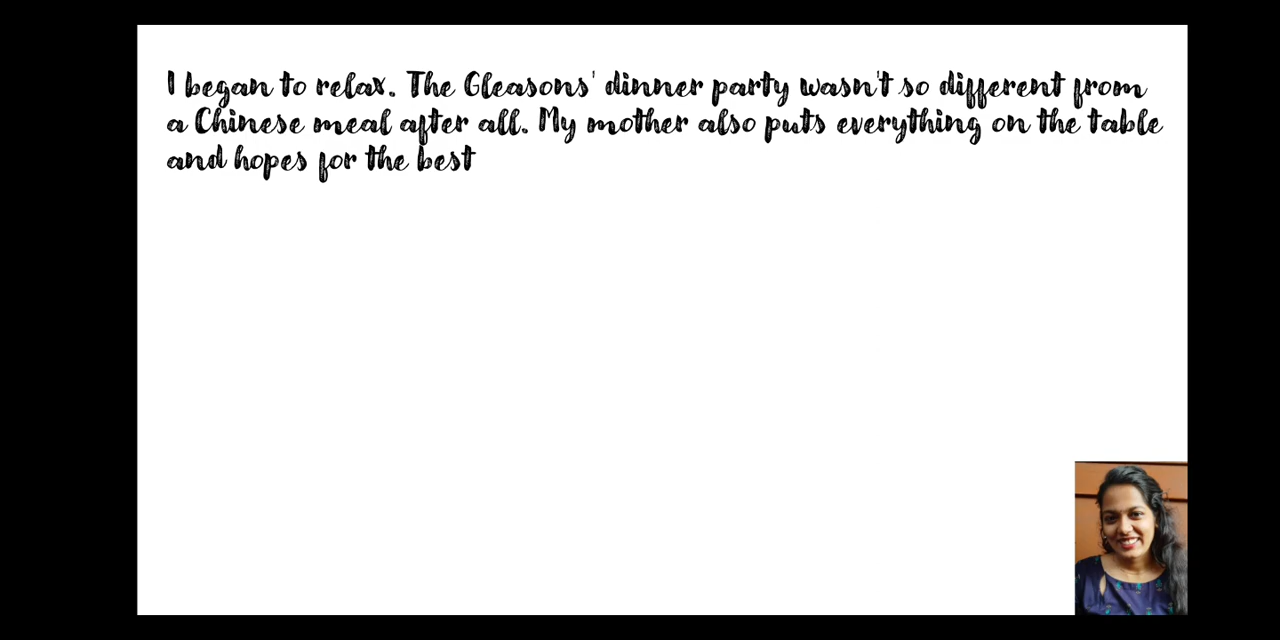 I began to relax. The Gleasons' dinner party wasn't so different from
a Chinese meal after all. My mother also puts everything on the table
and hopes for the best